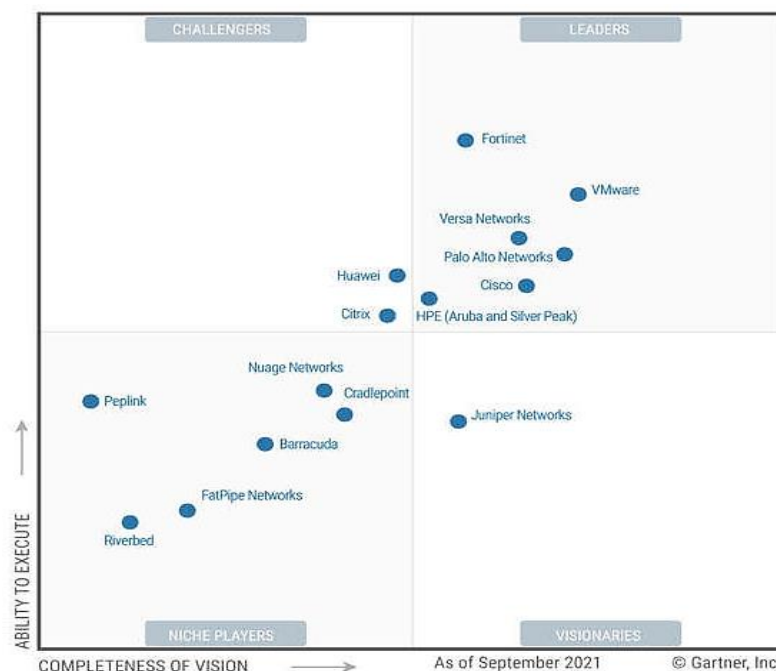 CHALLENGERS
LEADERS
Fortinet
VMware
Versa Networks
Palo Alto Networks
Huawei
Cisco
Citrix
HPE (Aruba and Silver Peak)
Nuage Networks
Cradlepoint
Peplink
Juniper Networks
Barracuda
FatPipe Networks
Riverbed
ABILITY TO EXECUTE
NICHE PLAYERS
VISIONARIES
COMPLETENESS OF VISION
As of September 2021
© Gartner, Inc